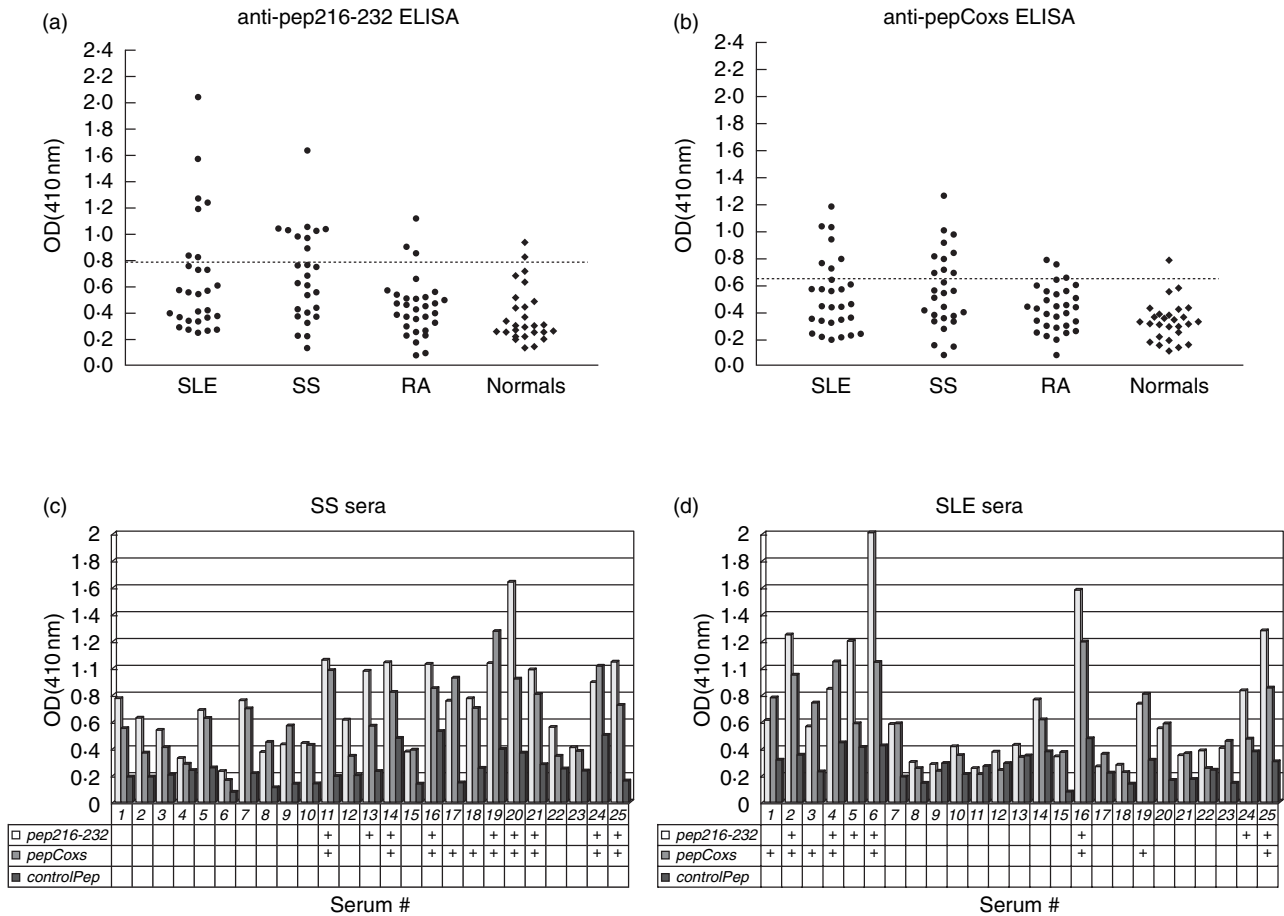 (a) anti-pep216-232 ELISA
OD(410 nm)
2·4
2·2
2·0
1·8
1·6
1·4
1·2
1·0
0·8
0·6
0·4
0·2
0·0
SLE SS RA Normals
(b) anti-pepCoxs ELISA
OD(410 nm)
2·4
2·2
2·0
1·8
1·6
1·4
1·2
1·0
0·8
0·6
0·4
0·2
0·0
SLE SS RA Normals
(c) SS sera
OD(410 nm)
2
1·8
1·6
1·4
1·2
1·1
0·8
0·6
0·4
0·2
0
1 2 3 4 5 6 7 8 9 10 11 12 13 14 15 16 17 18 19 20 21 22 23 24 25
pep216-232 + + + + + + + + +
pepCoxs + + + + + + + + + +
controlPep
Serum #
(d) SLE sera
OD(410 nm)
2
1·8
1·6
1·4
1·2
1·1
0·8
0·6
0·4
0·2
0
1 2 3 4 5 6 7 8 9 10 11 12 13 14 15 16 17 18 19 20 21 22 23 24 25
pep216-232 + + + + + + +
pepCoxs + + + + + + + +
controlPep
Serum #